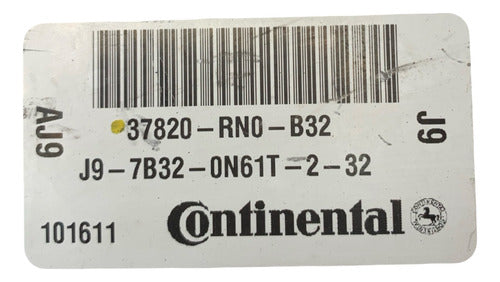 37820-RN0-B32
J9-7B32-0N61T-2-32
AJ9
J9
101611
Continental